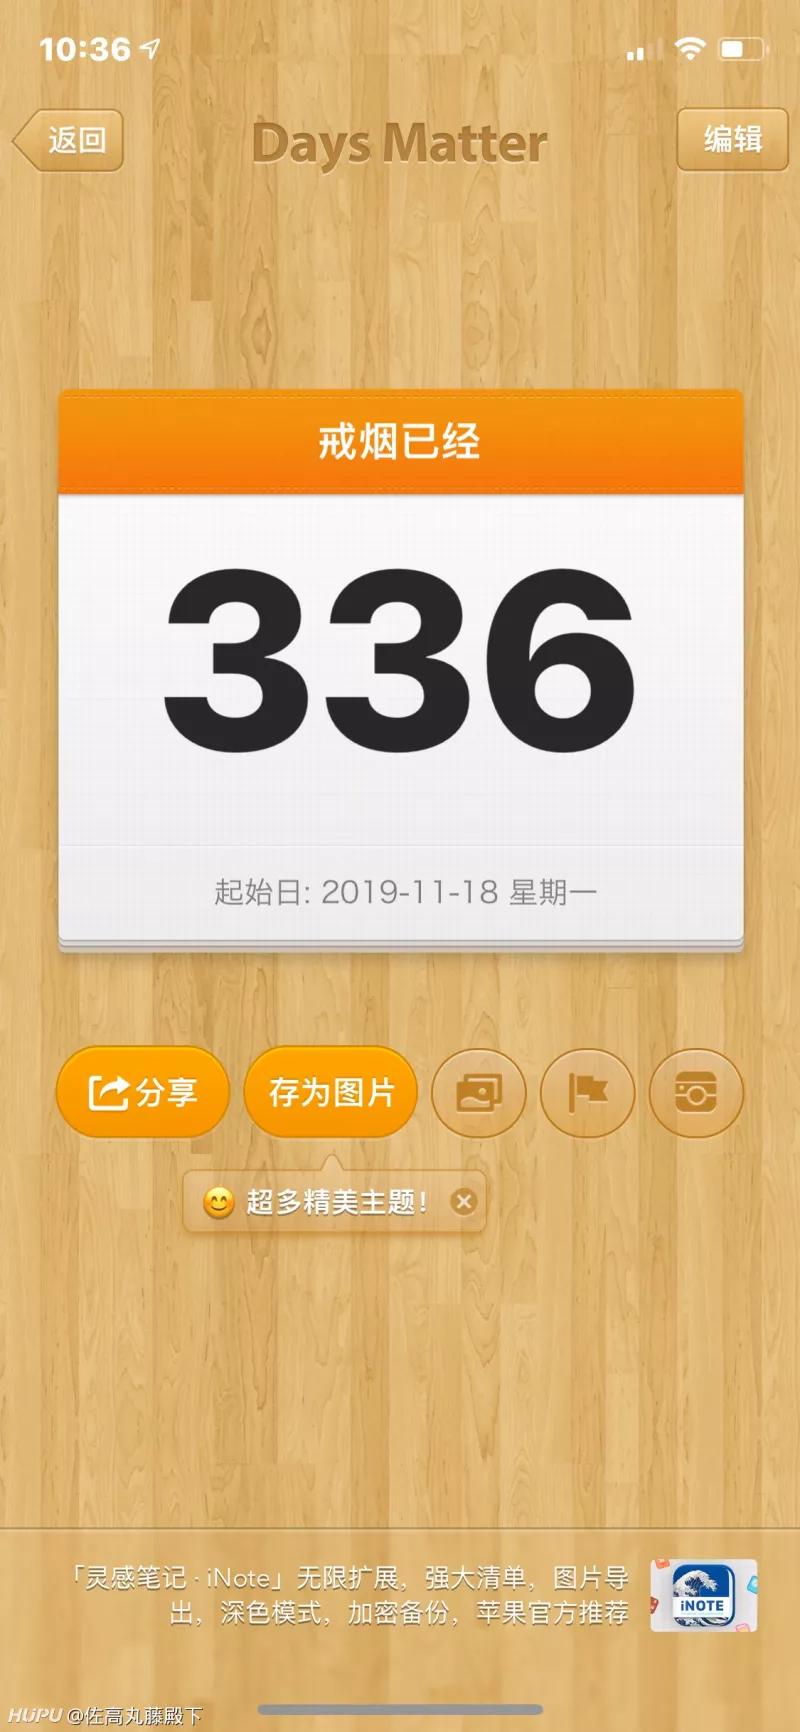 10:36
返回
Days Matter
编辑
戒烟已经
336
起始日: 2019-11-18 星期一
分享
存为图片
超多精美主题!
「灵感笔记 · iNote」无限扩展，强大清单，图片导
出，深色模式，加密备份，苹果官方推荐
iNOTE
HUPU @佐高丸藤殿下